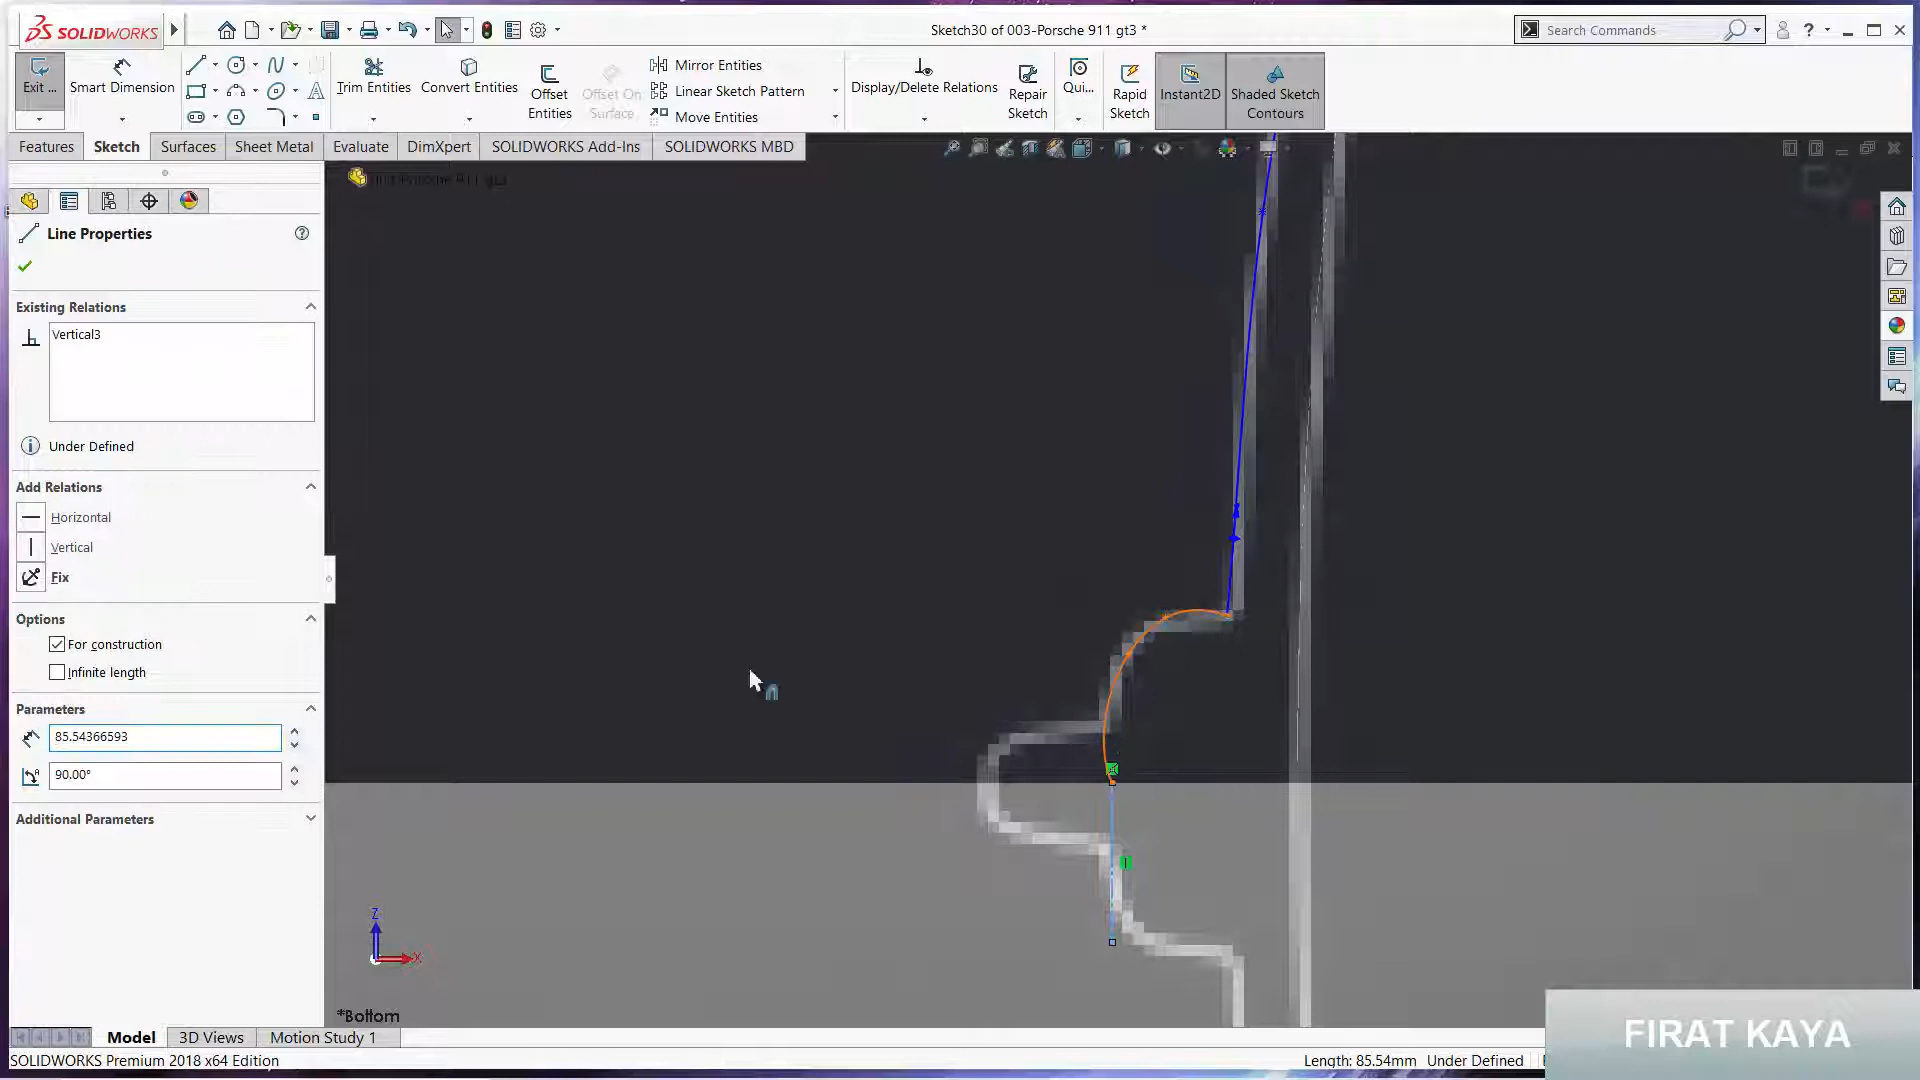 SOLIDWORKS
Sketch30 of 003-Porsche 911 gt3 *
Search Commands
Exit ...
Smart Dimension
Trim Entities
Convert Entities
Offset Entities
Offset On Surface
Mirror Entities
Linear Sketch Pattern
Move Entities
Display/Delete Relations
Repair Sketch
Qui...
Rapid Sketch
Instant2D
Shaded Sketch Contours
Features
Sketch
Surfaces
Sheet Metal
Evaluate
DimXpert
SOLIDWORKS Add-Ins
SOLIDWORKS MBD
Line Properties
Existing Relations
Vertical3
Under Defined
Add Relations
Horizontal
Vertical
Fix
Options
For construction
Infinite length
Parameters
85.54366593
90.00°
Additional Parameters
Z
X
*Bottom
Model
3D Views
Motion Study 1
FIRAT KAYA
SOLIDWORKS Premium 2018 x64 Edition
Length: 85.54mm
Under Defined